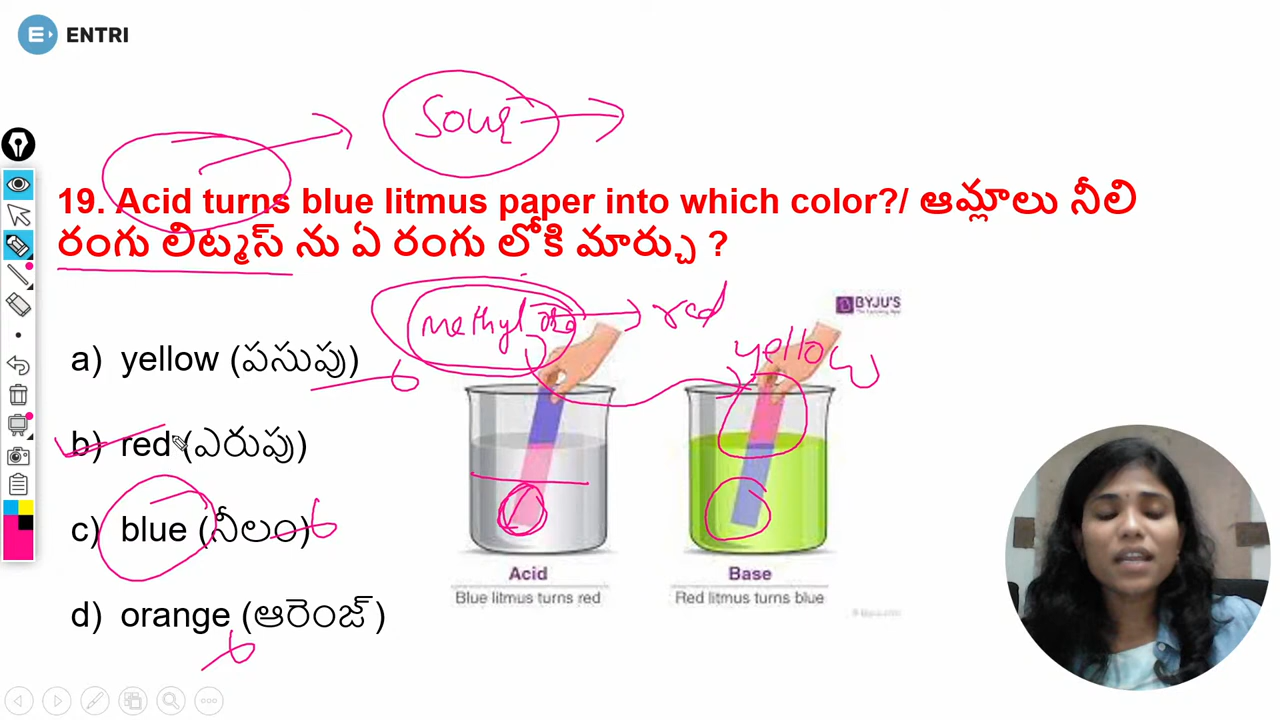 ENTRI
Sour
19. Acid turns blue litmus paper into which color?/ ఆమ్లాలు నీలి
రంగు లిట్మస్ ను ఏ రంగు లోకి మార్చు ?
methyl
red
BYJU'S
yellow
a) yellow (పసుపు)
b) red (ఎరుపు)
c) blue (నీలం)
d) orange (ఆరెంజ్)
Acid
Blue litmus turns red
Base
Red litmus turns blue